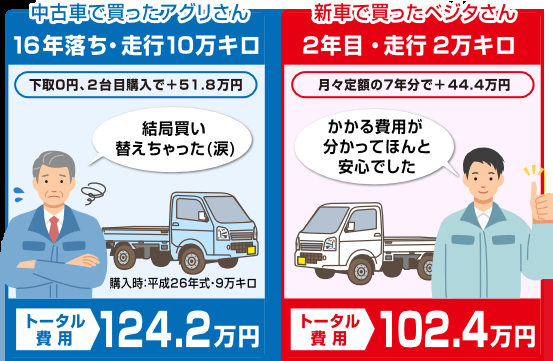 中古車で買ったアグリさん
16年落ち・走行10万キロ
下取0円、2台目購入で+51.8万円
結局買い
替えちゃった(涙)
購入時:平成26年式・9万キロ
トータル
費用
124.2万円
新車で買ったベジタさん
2年目・走行2万キロ
月々定額の7年分で+44.4万円
かかる費用が
分かってほんと
安心でした
トータル
費用
102.4万円